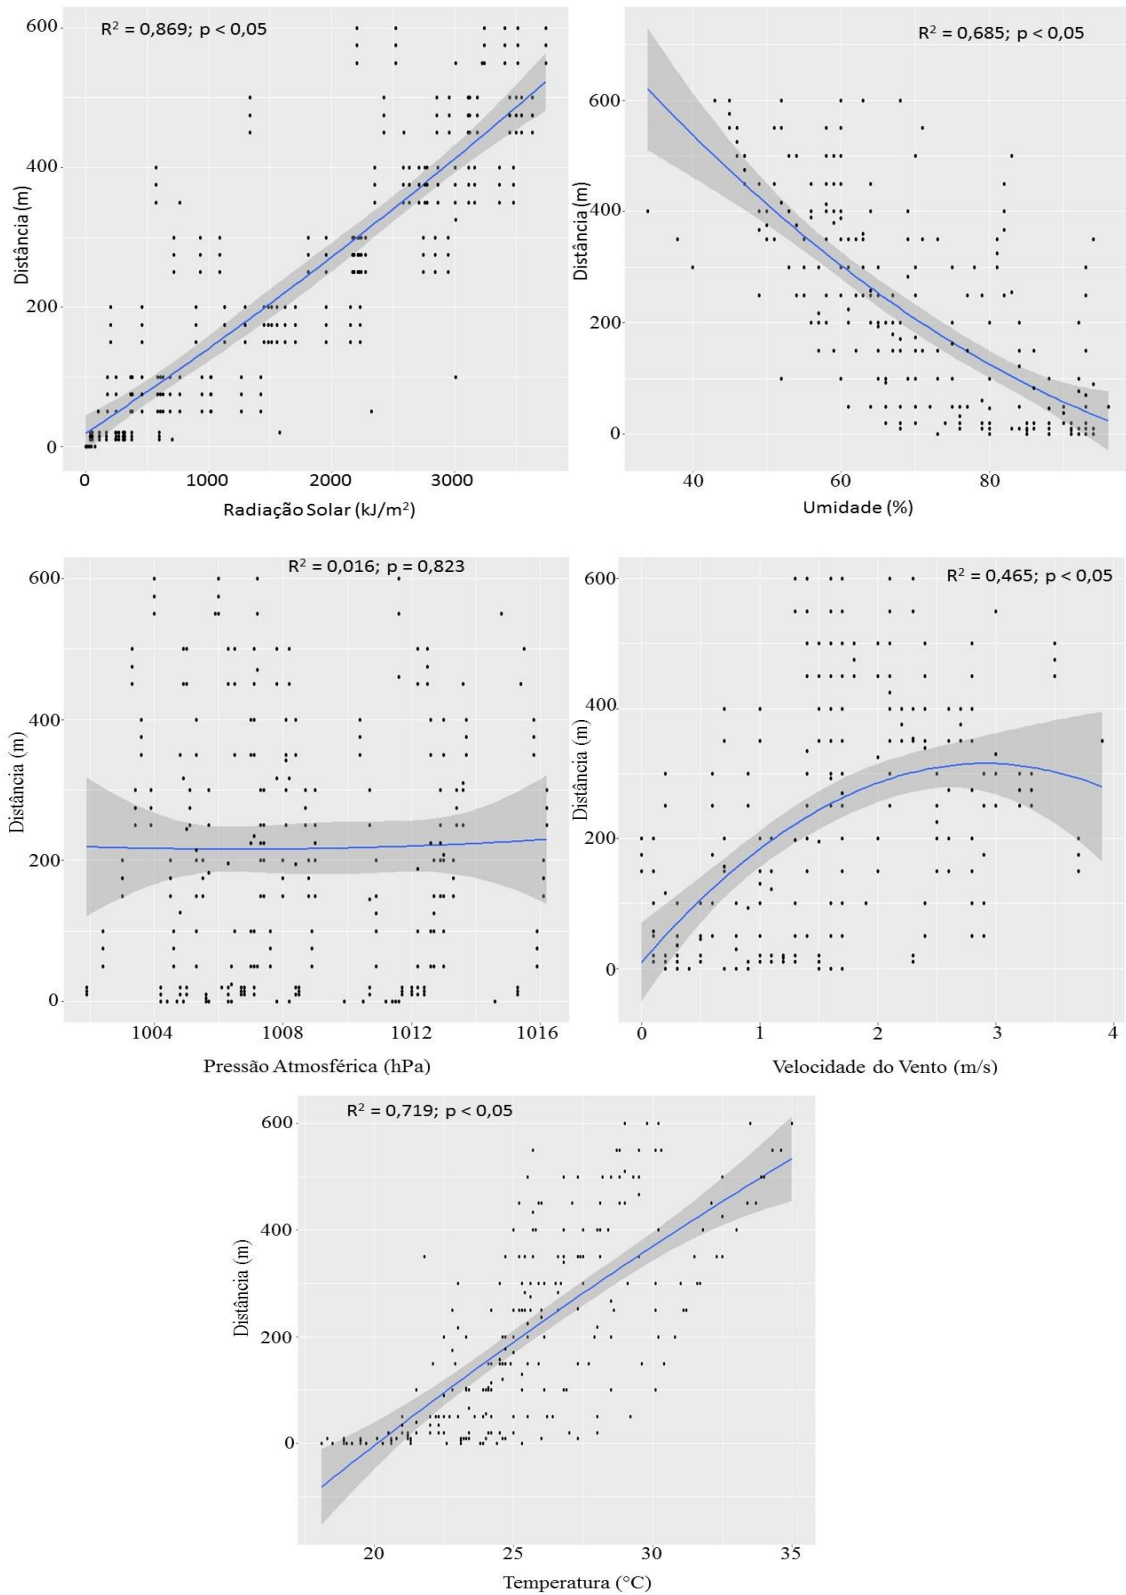 R² = 0,869; p < 0,05
600
400
200
0
Distância (m)
0 1000 2000 3000
Radiação Solar (kJ/m²)
R² = 0,685; p < 0,05
600
400
200
0
Distância (m)
40 60 80
Umidade (%)
R² = 0,016; p = 0,823
600
400
200
0
Distância (m)
1004 1008 1012 1016
Pressão Atmosférica (hPa)
R² = 0,465; p < 0,05
600
400
200
0
Distância (m)
0 1 2 3 4
Velocidade do Vento (m/s)
R² = 0,719; p < 0,05
600
400
200
0
Distância (m)
20 25 30 35
Temperatura (°C)